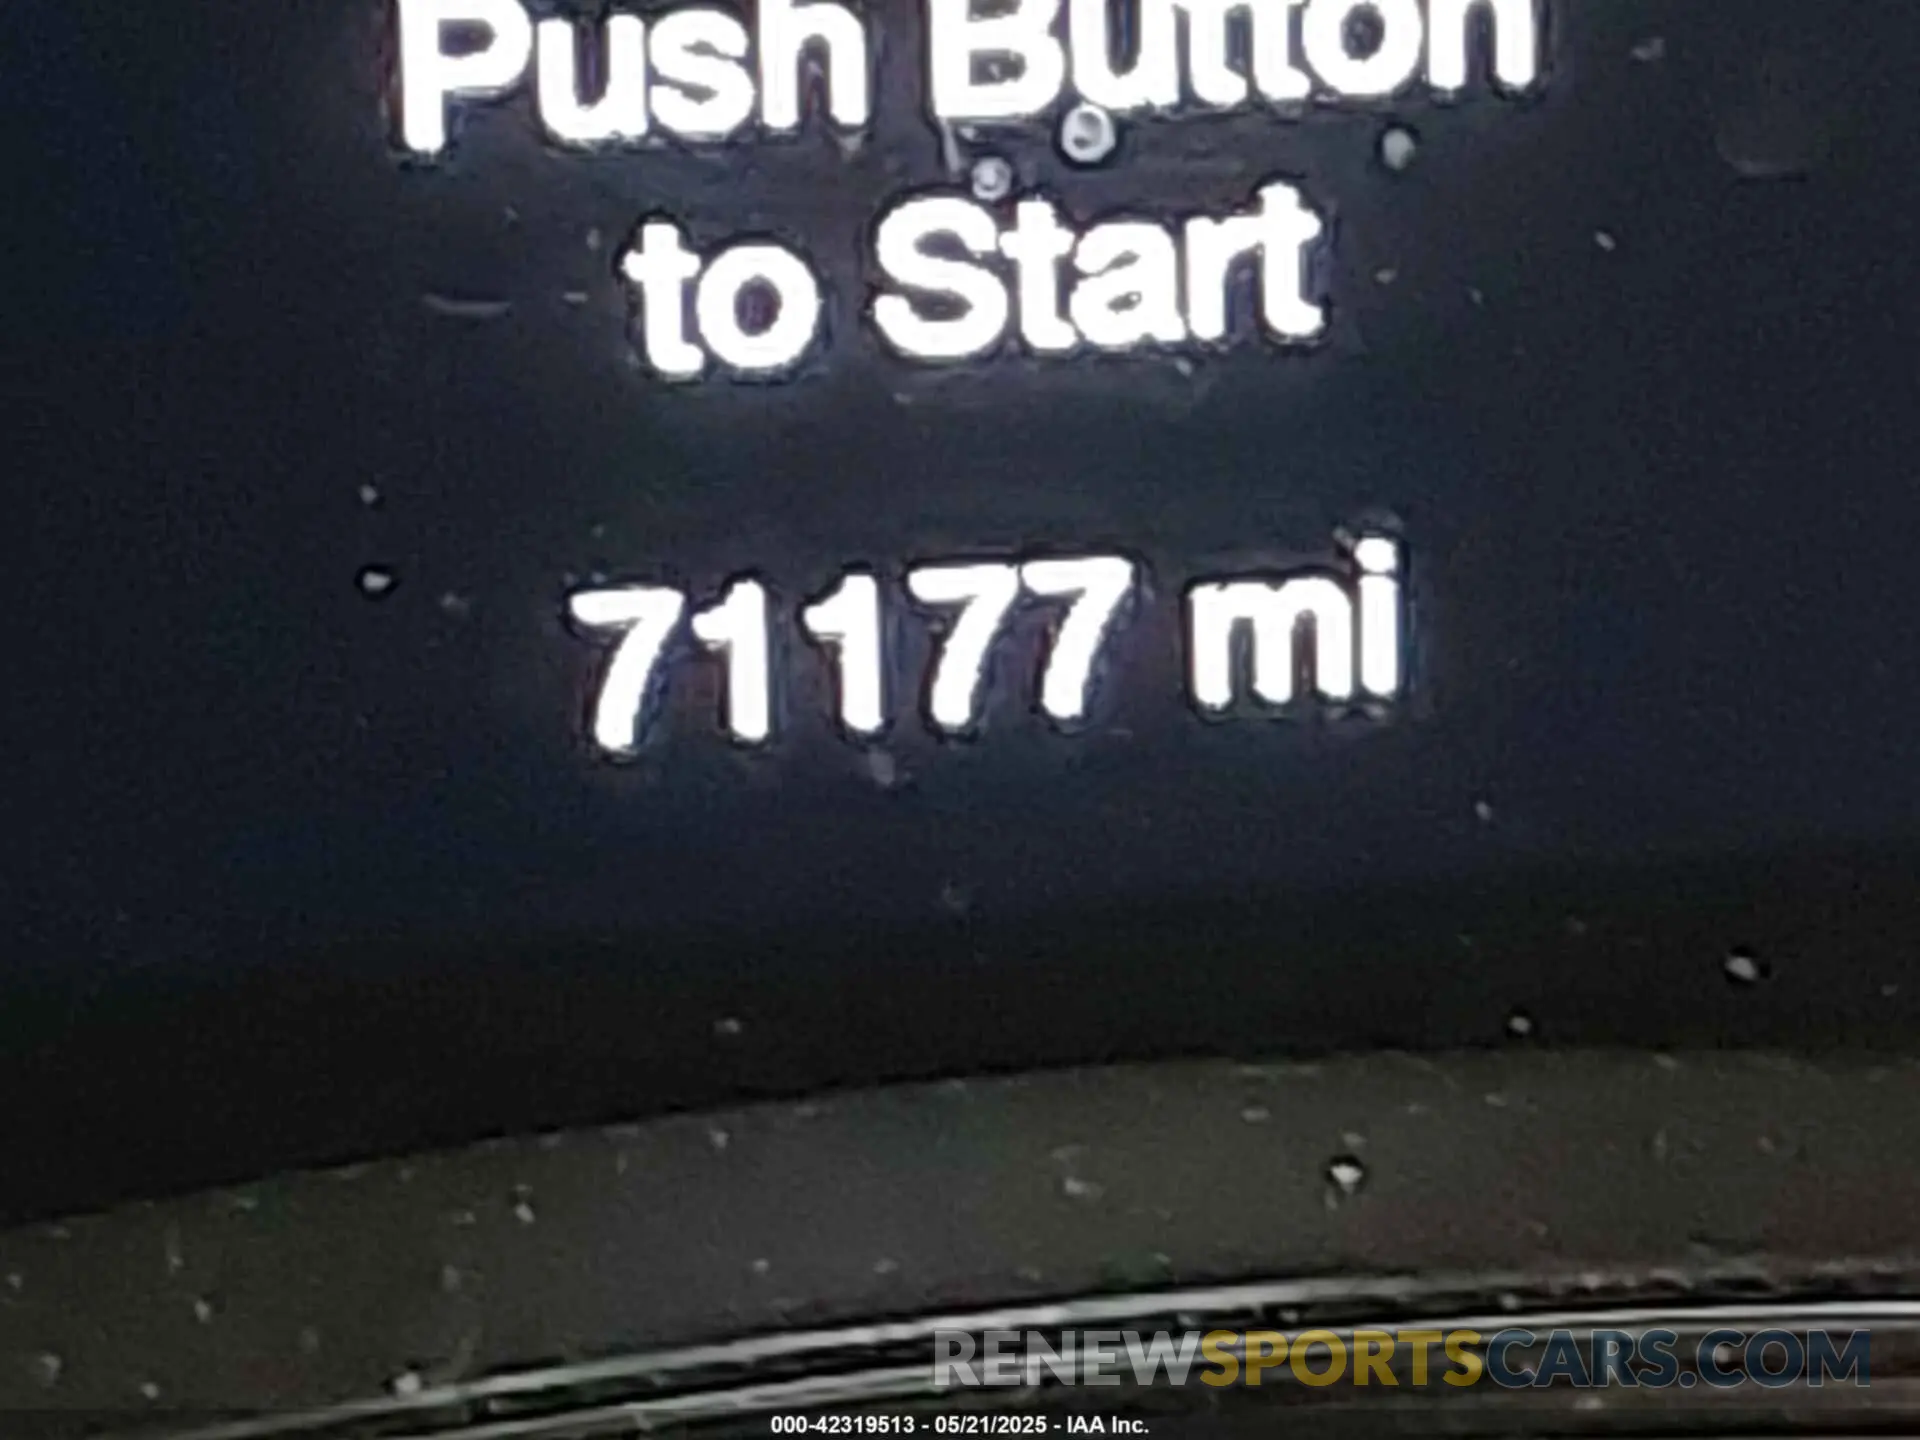 Push Button
to Start
71177 mi
RENEWSPORTSCARS.COM
000-42319513 - 05/21/2025 - IAA Inc.